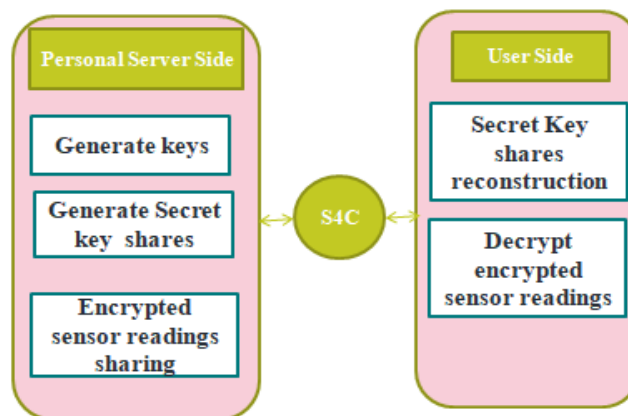 Personal Server Side
Generate keys
Generate Secret
key shares
Encrypted
sensor readings
sharing
S4C
User Side
Secret Key
shares
reconstruction
Decrypt
encrypted
sensor readings